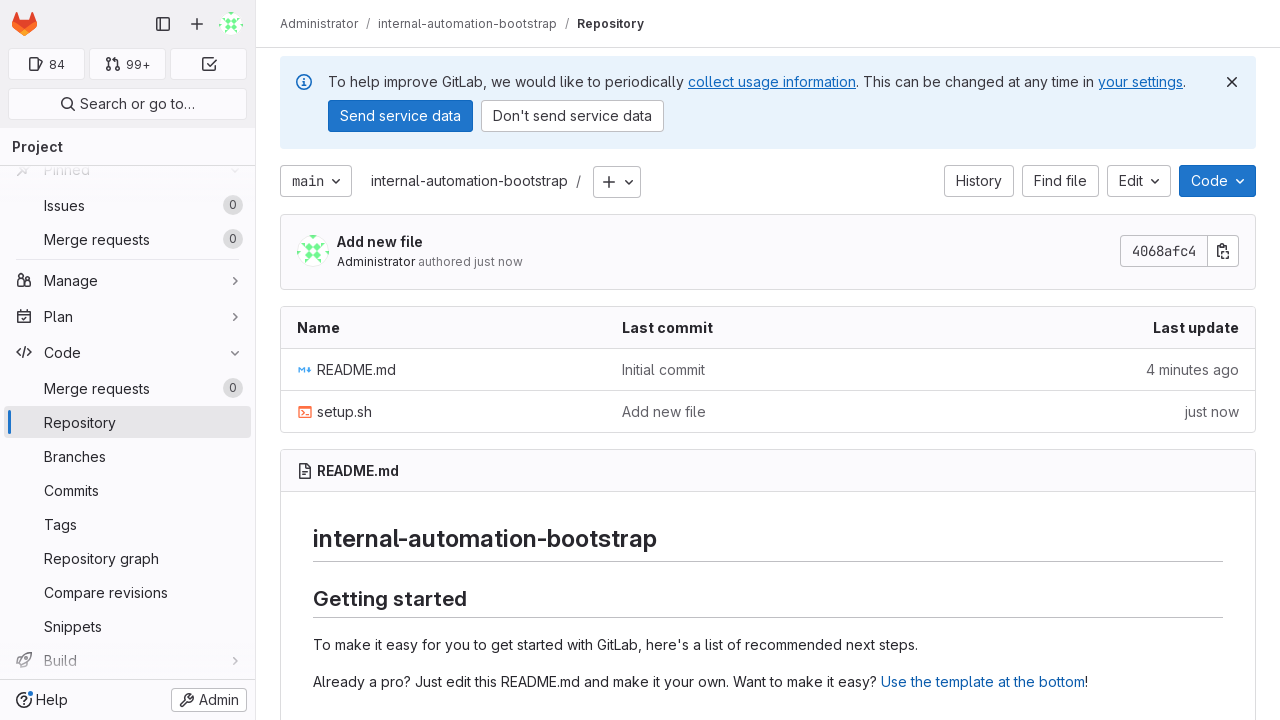 Administrator / internal-automation-bootstrap / Repository
84
99+
Search or go to…
Project
Pinned
Issues 0
Merge requests 0
Manage
Plan
Code
Merge requests 0
Repository
Branches
Commits
Tags
Repository graph
Compare revisions
Snippets
Build
Help
Admin
To help improve GitLab, we would like to periodically collect usage information. This can be changed at any time in your settings.
Send service data
Don't send service data
main
internal-automation-bootstrap /
History
Find file
Edit
Code
Add new file
Administrator authored just now
4068afc4
Name Last commit Last update
README.md Initial commit 4 minutes ago
setup.sh Add new file just now
README.md
internal-automation-bootstrap
Getting started
To make it easy for you to get started with GitLab, here's a list of recommended next steps.
Already a pro? Just edit this README.md and make it your own. Want to make it easy? Use the template at the bottom!